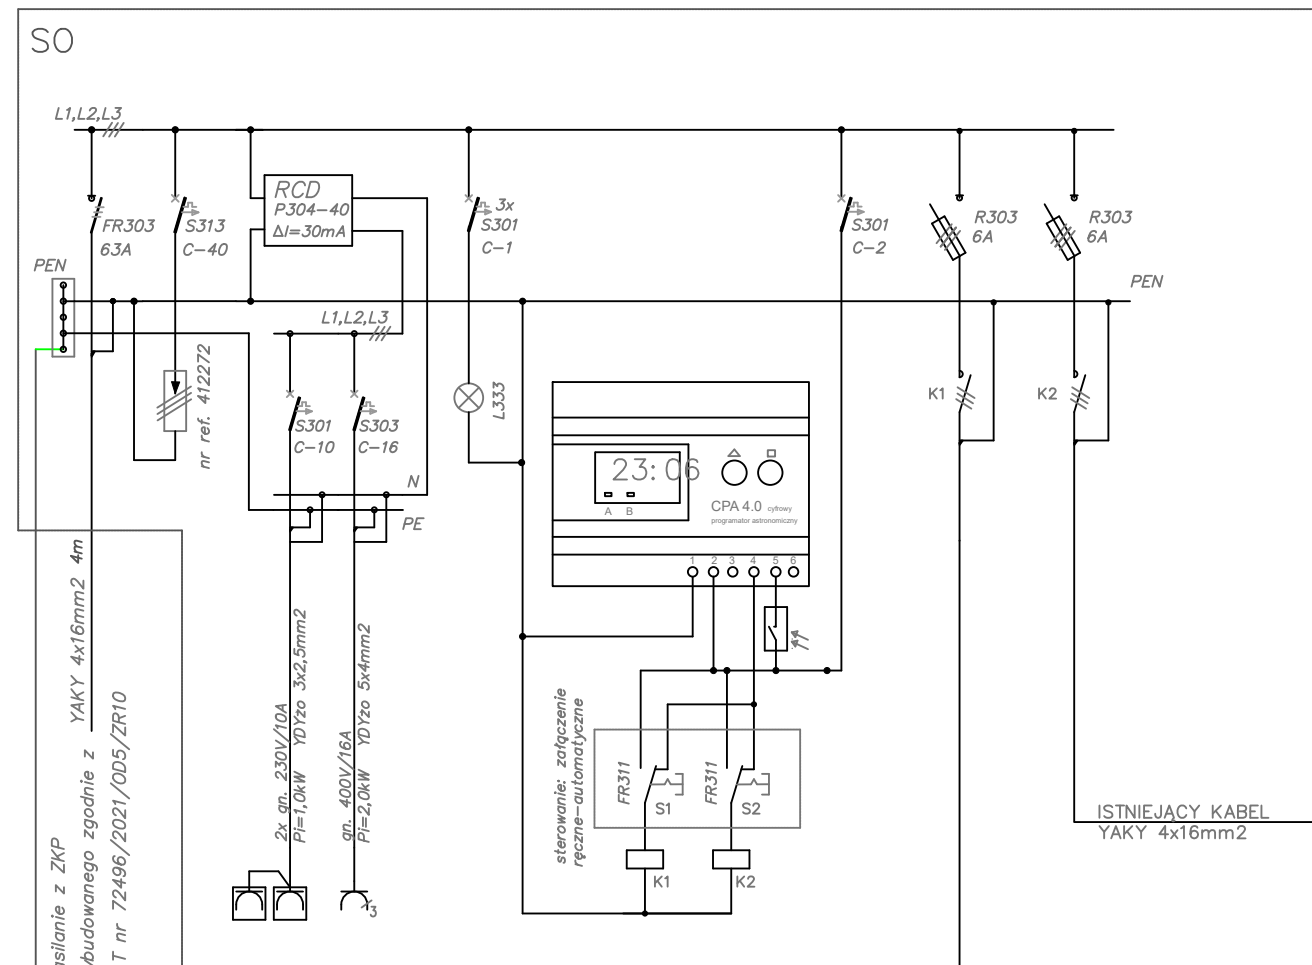 SO
L1,L2,L3
FR303
63A
S313
C-40
RCD
P304-40
ΔI=30mA
3x
S301
C-1
S301
C-2
R303
6A
R303
6A
PEN
PEN
L1,L2,L3
nr ref. 412272
S301
C-10
S303
C-16
L333
K1
K2
N
PE
23:06
A B
CPA 4.0 cyfrowy
programator astronomiczny
1 2 3 4 5 6
YAKY 4x16mm2 4m
2x gn. 230V/10A
Pi=1,0kW YDYżo 3x2,5mm2
gn. 400V/16A
Pi=2,0kW YDYżo 5x4mm2
3
sterowanie: załączenie
ręczne-automatyczne
FR311
S1
FR311
S2
K1
K2
ISTNIEJĄCY KABEL
YAKY 4x16mm2
asilanie z ZKP
ybudowanego zgodnie z
T nr 72496/2021/OD5/ZR10